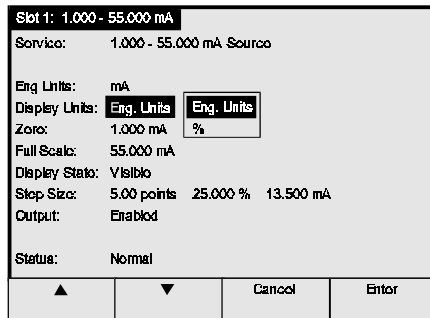 Slot 1: 1.000 - 55.000 mA
Service: 1.000 - 55.000 mA Source
Eng Units: mA
Display Units: Eng. Units Eng. Units
%
Zero: 1.000 mA
Full Scale: 55.000 mA
Display State: Visible
Step Size: 5.00 points 25.000 % 13.500 mA
Output: Enabled
Status: Normal
▲ ▼ Cancel Enter